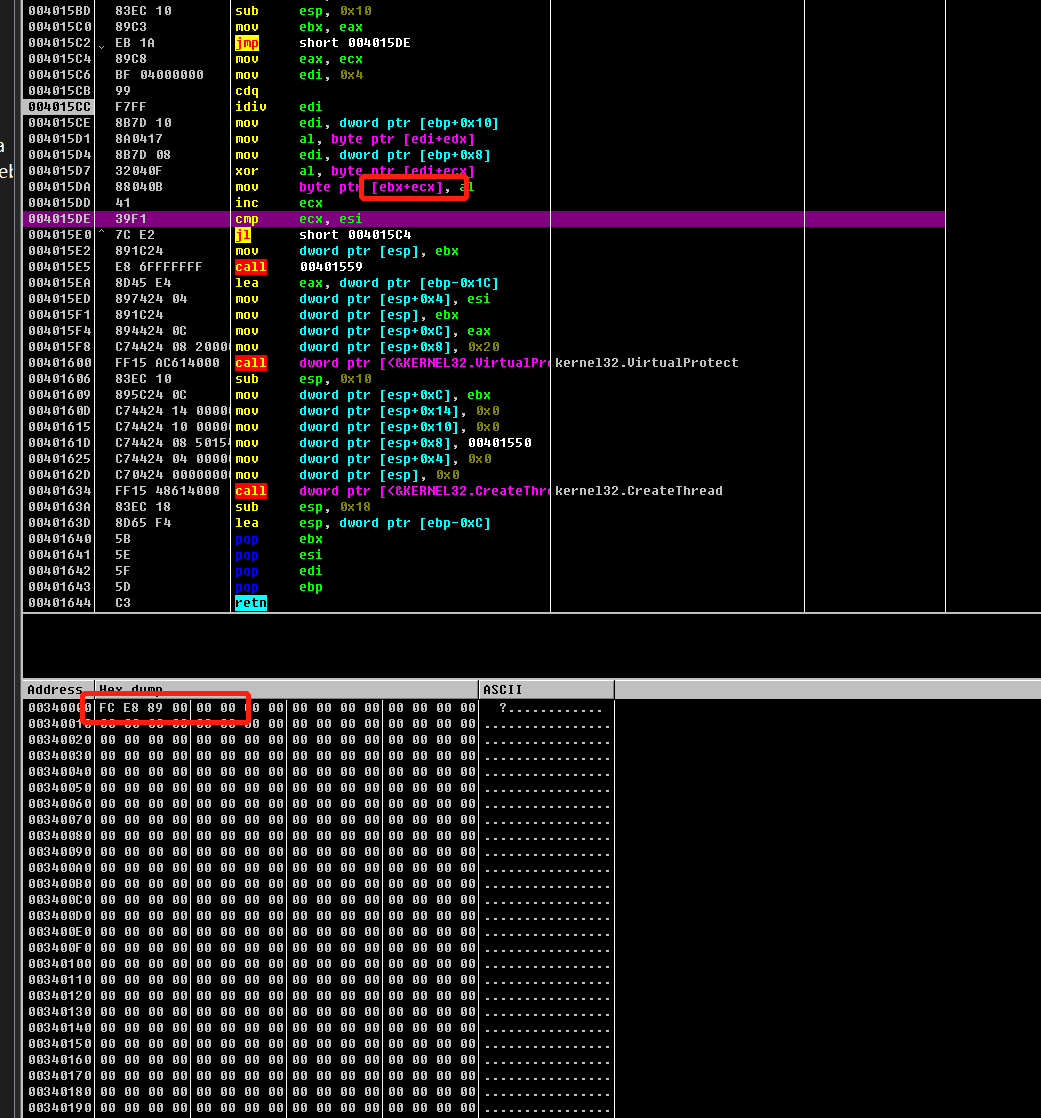 004015BD 83EC 10 sub esp, 0x10
004015C0 89C3 mov ebx, eax
004015C2 EB 1A jmp short 004015DE
004015C4 89C8 mov eax, ecx
004015C6 BF 04000000 mov edi, 0x4
004015CB 99 cdq
004015CC F7FF idiv edi
004015CE 8B7D 10 mov edi, dword ptr [ebp+0x10]
004015D1 8A0417 mov al, byte ptr [edi+edx]
004015D4 8B7D 08 mov edi, dword ptr [ebp+0x8]
004015D7 32040F xor al, byte ptr [edi+ecx]
004015DA 88040B mov byte ptr [ebx+ecx], al
004015DD 41 inc ecx
004015DE 39F1 cmp ecx, esi
004015E0 ^ 7C E2 jl short 004015C4
004015E2 891C24 mov dword ptr [esp], ebx
004015E5 E8 6FFFFFFF call 00401559
004015EA 8D45 E4 lea eax, dword ptr [ebp-0x1C]
004015ED 897424 04 mov dword ptr [esp+0x4], esi
004015F1 891C24 mov dword ptr [esp], ebx
004015F4 894424 0C mov dword ptr [esp+0xC], eax
004015F8 C74424 08 2000 mov dword ptr [esp+0x8], 0x20
00401600 FF15 AC614000 call dword ptr [<&KERNEL32.VirtualPr kernel32.VirtualProtect
00401606 83EC 10 sub esp, 0x10
00401609 895C24 0C mov dword ptr [esp+0xC], ebx
0040160D C74424 14 0000 mov dword ptr [esp+0x14], 0x0
00401615 C74424 10 0000 mov dword ptr [esp+0x10], 0x0
0040161D C74424 08 5015 mov dword ptr [esp+0x8], 00401550
00401625 C74424 04 0000 mov dword ptr [esp+0x4], 0x0
0040162D C70424 0000000 mov dword ptr [esp], 0x0
00401634 FF15 48614000 call dword ptr [<&KERNEL32.CreateThr kernel32.CreateThread
0040163A 83EC 18 sub esp, 0x18
0040163D 8D65 F4 lea esp, dword ptr [ebp-0xC]
00401640 5B pop ebx
00401641 5E pop esi
00401642 5F pop edi
00401643 5D pop ebp
00401644 C3 retn
Address Hex dump ASCII
00340000 FC E8 89 00 00 00 00 00 00 00 00 00 00 00 00 00 ?............
00340010 00 00 00 00 00 00 00 00 00 00 00 00 00 00 00 00 ................
00340020 00 00 00 00 00 00 00 00 00 00 00 00 00 00 00 00 ................
00340030 00 00 00 00 00 00 00 00 00 00 00 00 00 00 00 00 ................
00340040 00 00 00 00 00 00 00 00 00 00 00 00 00 00 00 00 ................
00340050 00 00 00 00 00 00 00 00 00 00 00 00 00 00 00 00 ................
00340060 00 00 00 00 00 00 00 00 00 00 00 00 00 00 00 00 ................
00340070 00 00 00 00 00 00 00 00 00 00 00 00 00 00 00 00 ................
00340080 00 00 00 00 00 00 00 00 00 00 00 00 00 00 00 00 ................
00340090 00 00 00 00 00 00 00 00 00 00 00 00 00 00 00 00 ................
003400A0 00 00 00 00 00 00 00 00 00 00 00 00 00 00 00 00 ................
003400B0 00 00 00 00 00 00 00 00 00 00 00 00 00 00 00 00 ................
003400C0 00 00 00 00 00 00 00 00 00 00 00 00 00 00 00 00 ................
003400D0 00 00 00 00 00 00 00 00 00 00 00 00 00 00 00 00 ................
003400E0 00 00 00 00 00 00 00 00 00 00 00 00 00 00 00 00 ................
003400F0 00 00 00 00 00 00 00 00 00 00 00 00 00 00 00 00 ................
00340100 00 00 00 00 00 00 00 00 00 00 00 00 00 00 00 00 ................
00340110 00 00 00 00 00 00 00 00 00 00 00 00 00 00 00 00 ................
00340120 00 00 00 00 00 00 00 00 00 00 00 00 00 00 00 00 ................
00340130 00 00 00 00 00 00 00 00 00 00 00 00 00 00 00 00 ................
00340140 00 00 00 00 00 00 00 00 00 00 00 00 00 00 00 00 ................
00340150 00 00 00 00 00 00 00 00 00 00 00 00 00 00 00 00 ................
00340160 00 00 00 00 00 00 00 00 00 00 00 00 00 00 00 00 ................
00340170 00 00 00 00 00 00 00 00 00 00 00 00 00 00 00 00 ................
00340180 00 00 00 00 00 00 00 00 00 00 00 00 00 00 00 00 ................
00340190 00 00 00 00 00 00 00 00 00 00 00 00 00 00 00 00 ................